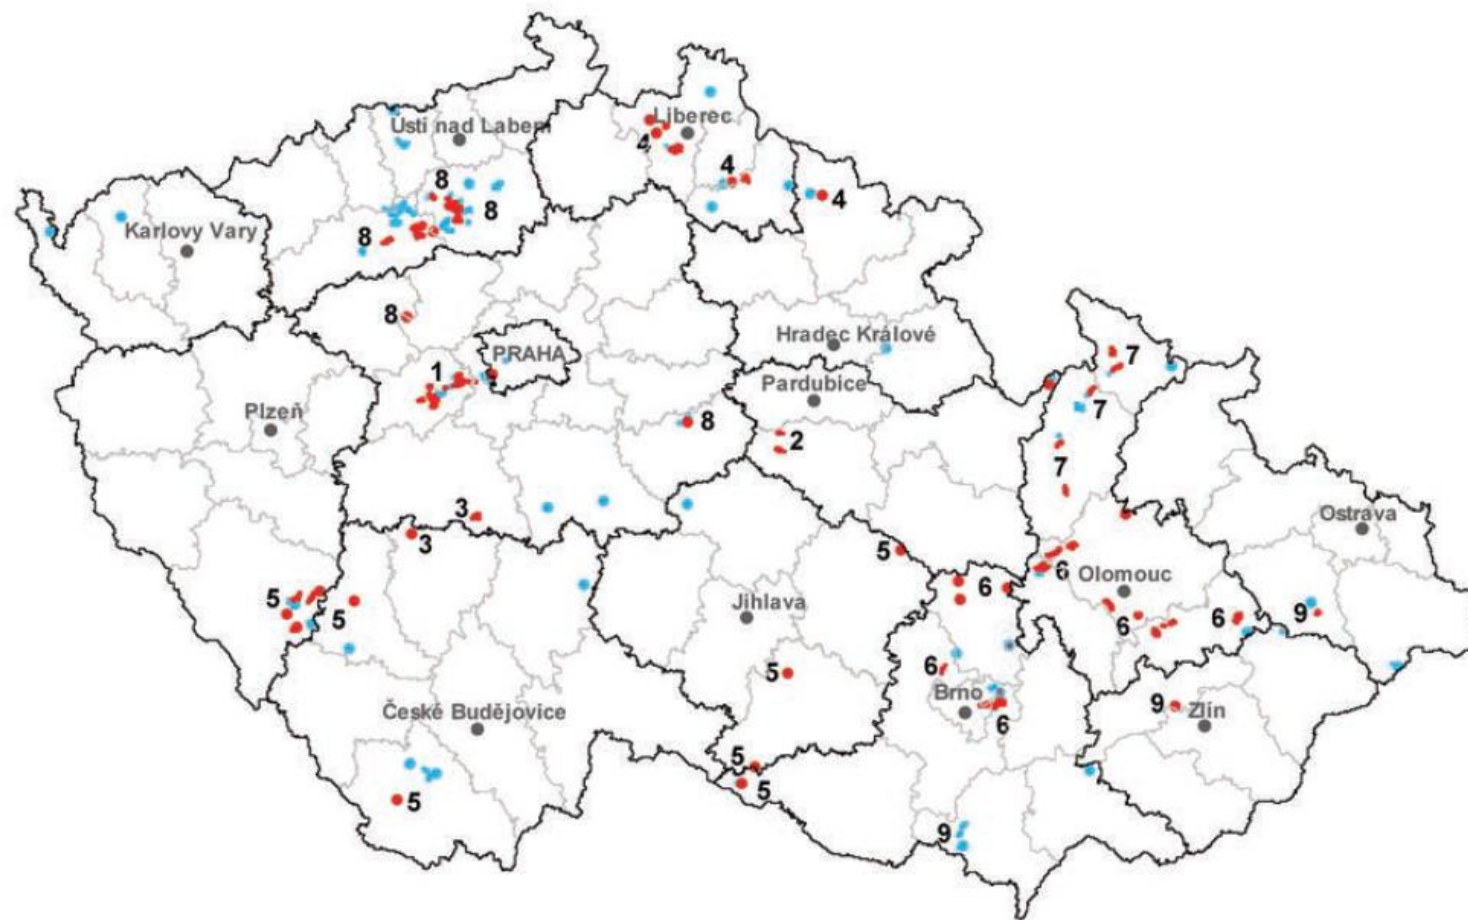 Liberec
Ústí nad Labem
4
4
8
4
8
Karlovy Vary
8
8
Hradec Králové
PRAHA
7
1
Pardubice
7
Plzeň
8
2
7
3
Ostrava
3
5
6
6
Olomouc
5
5
Jihlava
9
6
6
5
6
Brno
9
Zlín
České Budějovice
6
5
5
5
9